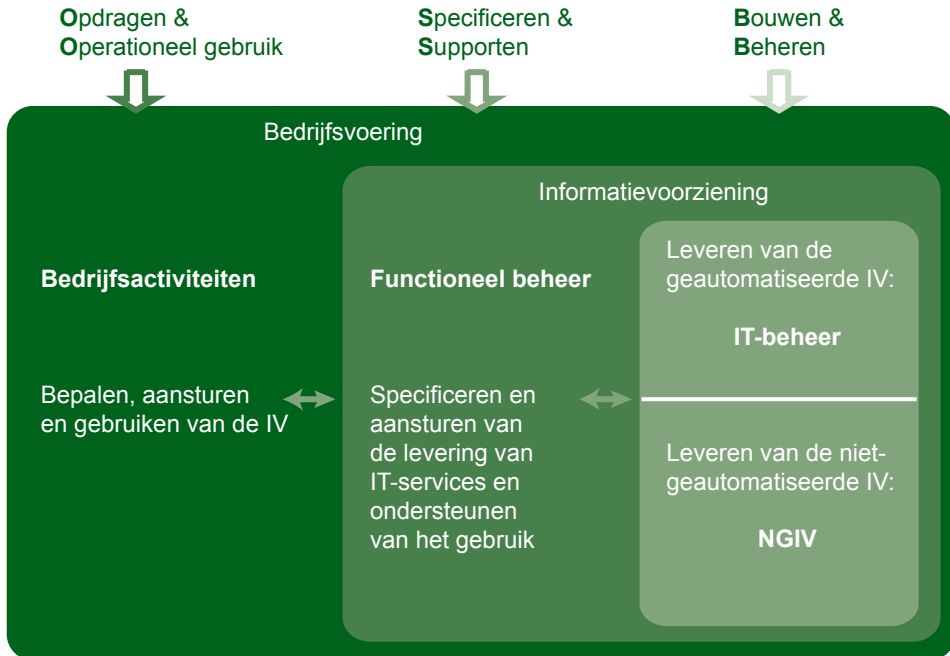 Opdragen &
Operationeel gebruik
Specificeren &
Supporten
Bouwen &
Beheren
Bedrijfsvoering
Informatievoorziening
Bedrijfsactiviteiten
Bepalen, aansturen
en gebruiken van de IV
Functioneel beheer
Specificeren en
aansturen van
de levering van
IT-services en
ondersteunen
van het gebruik
Leveren van de
geautomatiseerde IV:
IT-beheer
Leveren van de niet-
geautomatiseerde IV:
NGIV